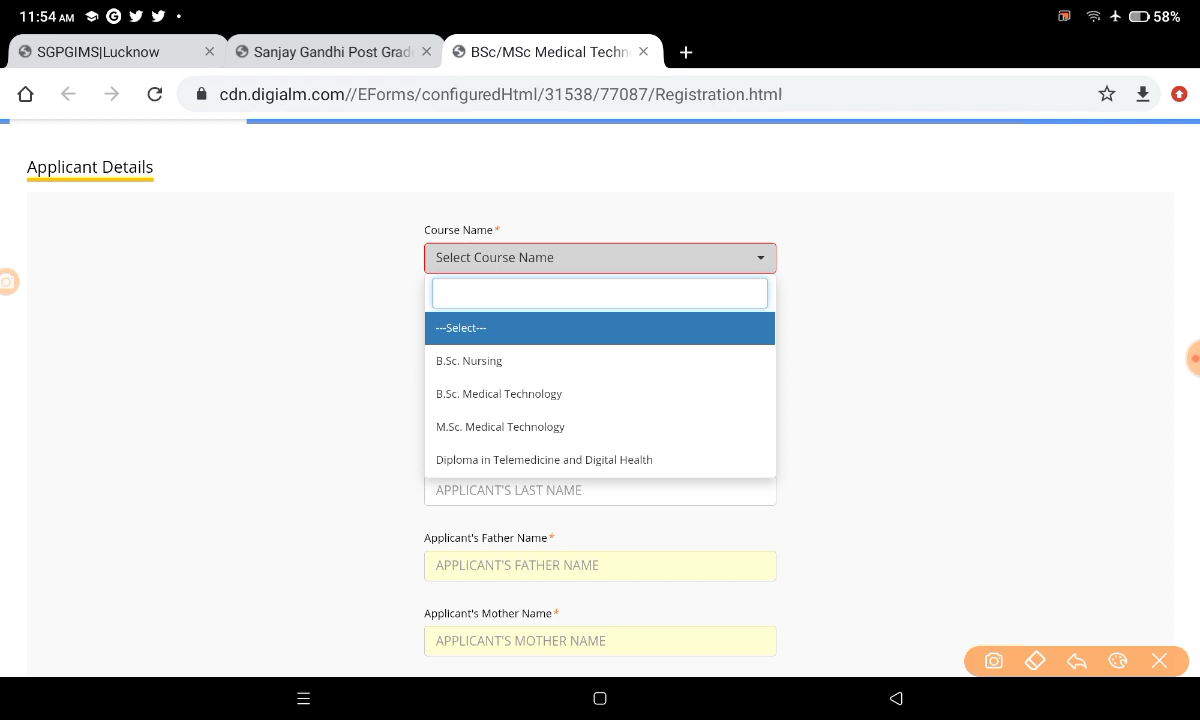 11:54 AM
58%
SGPGIMS|Lucknow
Sanjay Gandhi Post Grad
BSc/MSc Medical Techn
cdn.digialm.com//EForms/configuredHtml/31538/77087/Registration.html
Applicant Details
Course Name*
Select Course Name
---Select---
B.Sc. Nursing
B.Sc. Medical Technology
M.Sc. Medical Technology
Diploma in Telemedicine and Digital Health
APPLICANT'S LAST NAME
Applicant's Father Name*
APPLICANT'S FATHER NAME
Applicant's Mother Name*
APPLICANT'S MOTHER NAME